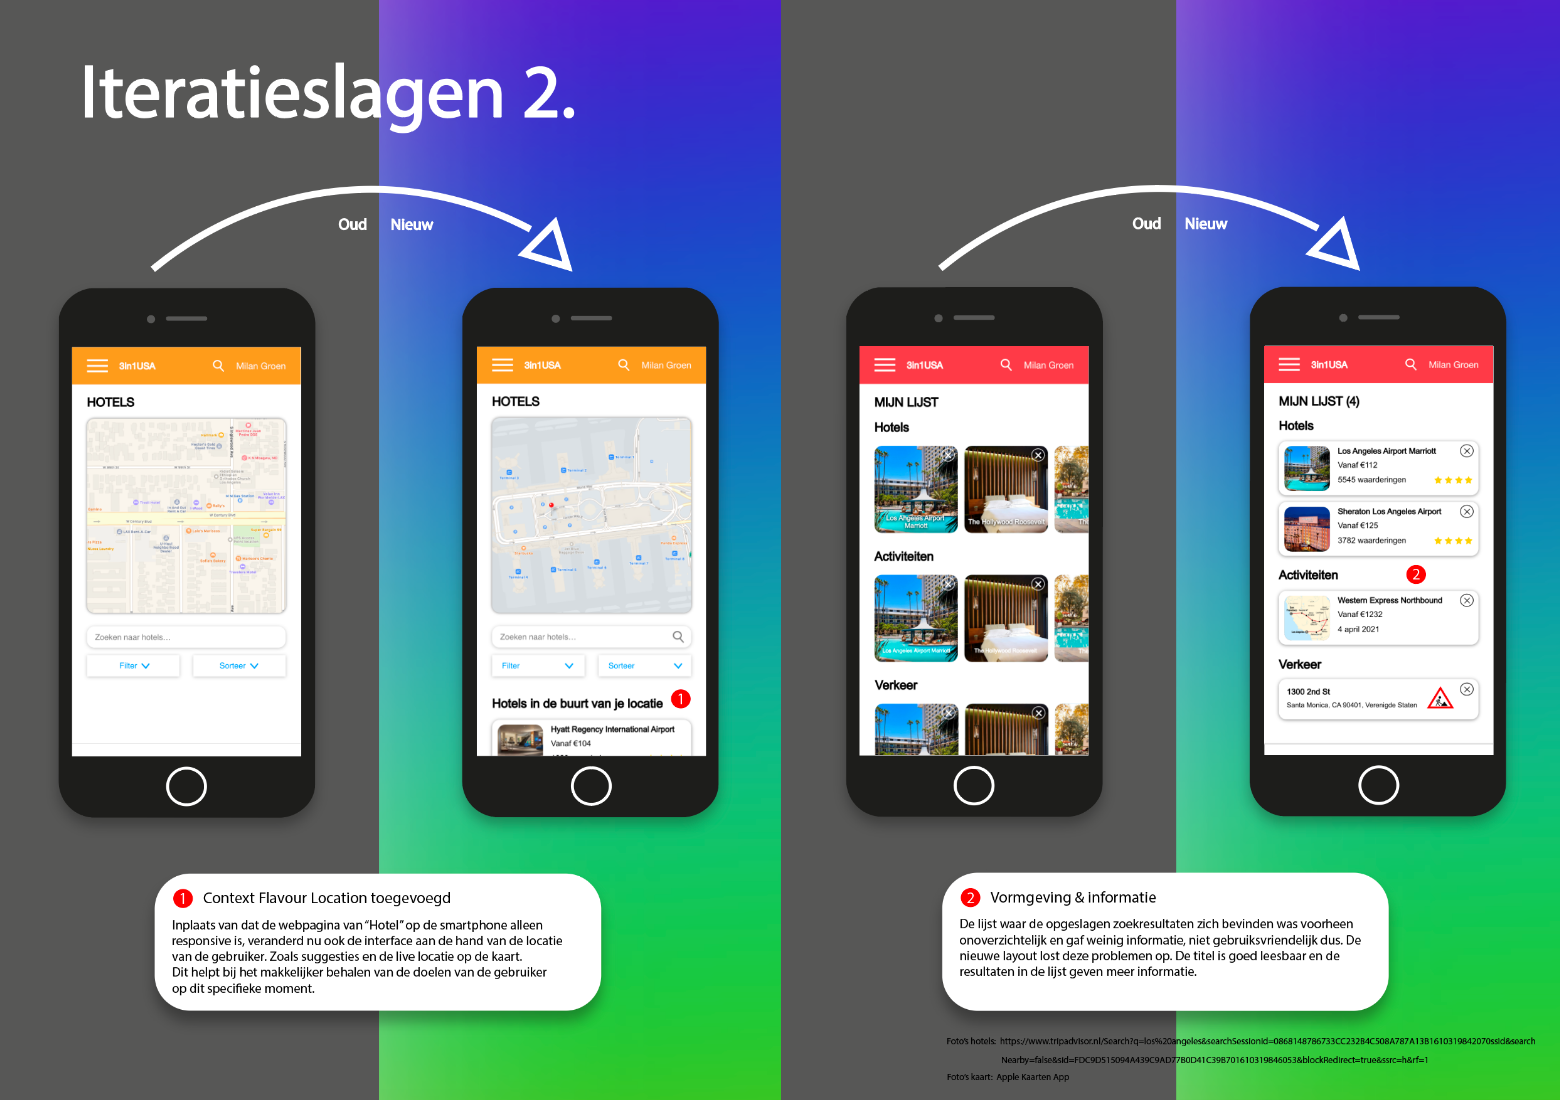 Iteratieslagen 2.
Oud Nieuw
Oud Nieuw
3in1USA Milan Groen
HOTELS
Zoeken naar hotels...
Filter Sorteer
3in1USA Milan Groen
HOTELS
Terminal 1
Terminal 2
Terminal 3
Zoeken naar hotels...
Filter Sorteer
Hotels in de buurt van je locatie 1
Hyatt Regency International Airport
Vanaf €104
3in1USA Milan Groen
MIJN LIJST
Hotels
Los Angeles Airport
Marriott
The Hollywood Roosevelt
Activiteiten
Los Angeles Airport Marriott
The Hollywood Roosevelt
Verkeer
3in1USA Milan Groen
MIJN LIJST (4)
Hotels
Los Angeles Airport Marriott
Vanaf €112
5545 waarderingen
Sheraton Los Angeles Airport
Vanaf €125
3782 waarderingen
Activiteiten 2
Western Express Northbound
Vanaf €1232
4 april 2021
Verkeer
1300 2nd St
Santa Monica, CA 90401, Verenigde Staten
1 Context Flavour Location toegevoegd
Inplaats van dat de webpagina van “Hotel” op de smartphone alleen
responsive is, veranderd nu ook de interface aan de hand van de locatie
van de gebruiker. Zoals suggesties en de live locatie op de kaart.
Dit helpt bij het makkelijker behalen van de doelen van de gebruiker
op dit specifieke moment.
2 Vormgeving & informatie
De lijst waar de opgeslagen zoekresultaten zich bevinden was voorheen
onoverzichtelijk en gaf weinig informatie, niet gebruiksvriendelijk dus. De
nieuwe layout lost deze problemen op. De titel is goed leesbaar en de
resultaten in de lijst geven meer informatie.
Foto's hotels: https://www.tripadvisor.nl/Search?q=los%20angeles&searchSessionId=0868148786733CC232B4C508A787A13B1610319842070ssid&search
Nearby=false&sid=FDC9D515094A439C9AD77B0D41C39B701610319846053&blockRedirect=true&ssrc=h&rf=1
Foto's kaart: Apple Kaarten App